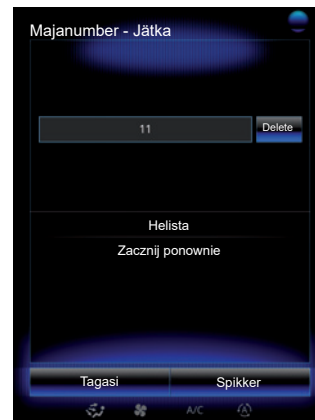 Majanumber - Jätka
11
Delete
Helista
Zacznij ponownie
Tagasi
Spikker
A/C
A